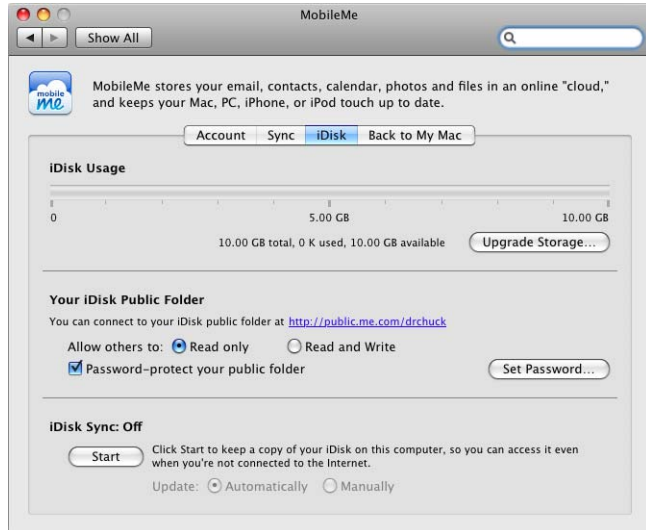 MobileMe
Show All
mobile
me
MobileMe stores your email, contacts, calendar, photos and files in an online "cloud,"
and keeps your Mac, PC, iPhone, or iPod touch up to date.
Account Sync iDisk Back to My Mac
iDisk Usage
0 5.00 GB 10.00 GB
10.00 GB total, 0 K used, 10.00 GB available Upgrade Storage...
Your iDisk Public Folder
You can connect to your iDisk public folder at http://public.me.com/drchuck
Allow others to: Read only Read and Write
Password-protect your public folder Set Password...
iDisk Sync: Off
Start Click Start to keep a copy of your iDisk on this computer, so you can access it even
when you're not connected to the Internet.
Update: Automatically Manually